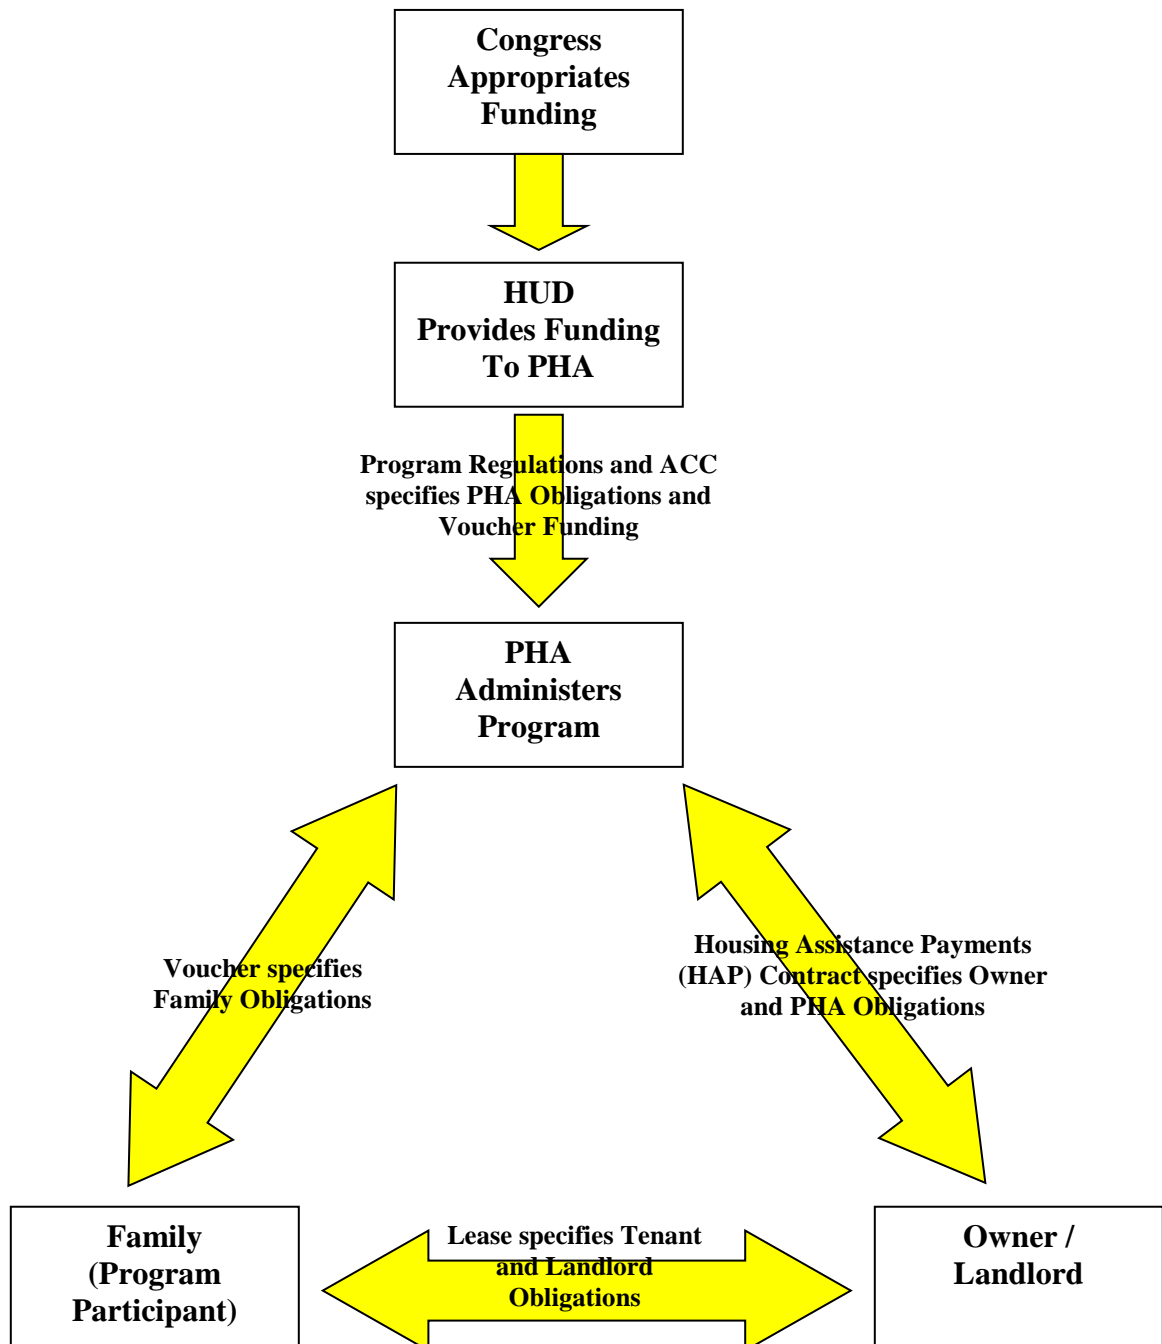 Congress
Appropriates
Funding
HUD
Provides Funding
To PHA
Program Regulations and ACC
specifies PHA Obligations and
Voucher Funding
PHA
Administers
Program
Voucher specifies
Family Obligations
Housing Assistance Payments
(HAP) Contract specifies Owner
and PHA Obligations
Family
(Program
Participant)
Lease specifies Tenant
and Landlord
Obligations
Owner /
Landlord